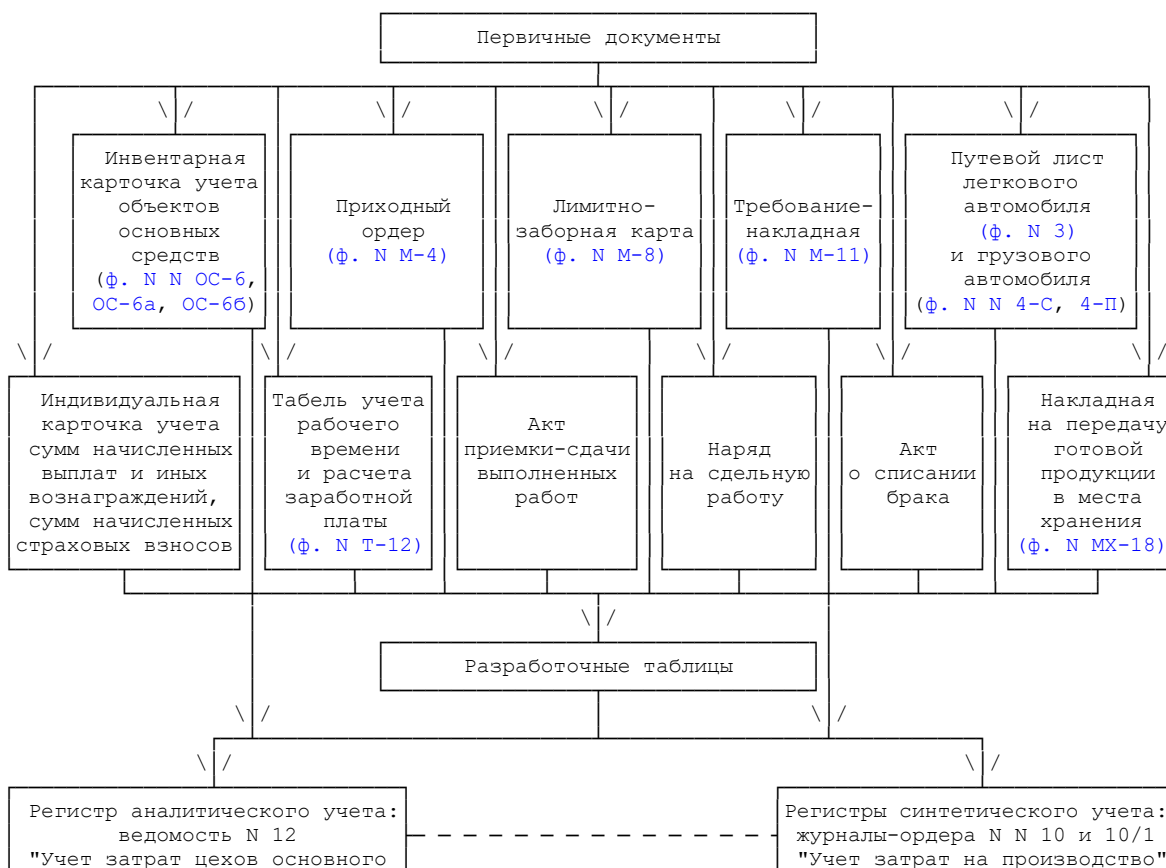 Первичные документы
Инвентарная
карточка учета
объектов
основных
средств
(ф. N N ОС-6,
ОС-6а, ОС-6б)
Приходный
ордер
(ф. N М-4)
Лимитно-
заборная карта
(ф. N М-8)
Требование-
накладная
(ф. N М-11)
Путевой лист
легкового
автомобиля
(ф. N 3)
и грузового
автомобиля
(ф. N N 4-С, 4-П)
Индивидуальная
карточка учета
сумм начисленных
выплат и иных
вознаграждений,
сумм начисленных
страховых взносов
Табель учета
рабочего
времени
и расчета
заработной
платы
(ф. N Т-12)
Акт
приемки-сдачи
выполненных
работ
Наряд
на сдельную
работу
Акт
о списании
брака
Накладная
на передачу
готовой
продукции
в места
хранения
(ф. N МХ-18)
Разработочные таблицы
Регистр аналитического учета:
ведомость N 12
"Учет затрат цехов основного
Регистры синтетического учета:
журналы-ордера N N 10 и 10/1
"Учет затрат на производство"